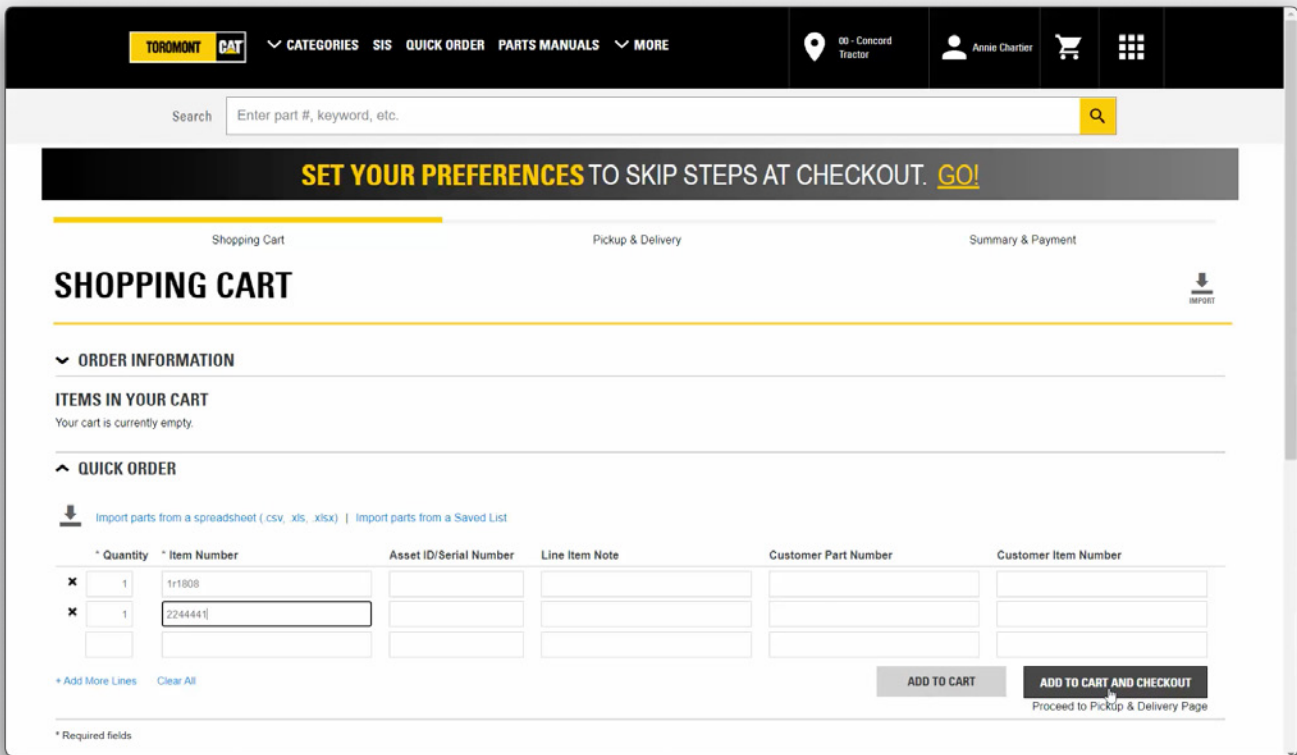 TOROMONT CAT CATEGORIES SIS QUICK ORDER PARTS MANUALS MORE
00 - Concord
Tractor
Annie Chartier
Search Enter part #, keyword, etc.
SET YOUR PREFERENCES TO SKIP STEPS AT CHECKOUT. GO!
Shopping Cart Pickup & Delivery Summary & Payment
SHOPPING CART
IMPORT
ORDER INFORMATION
ITEMS IN YOUR CART
Your cart is currently empty.
QUICK ORDER
Import parts from a spreadsheet (.csv, .xls, .xlsx) | Import parts from a Saved List
* Quantity * Item Number Asset ID/Serial Number Line Item Note Customer Part Number Customer Item Number
1 1r1808
1 2244441
+ Add More Lines Clear All ADD TO CART ADD TO CART AND CHECKOUT
Proceed to Pickup & Delivery Page
* Required fields